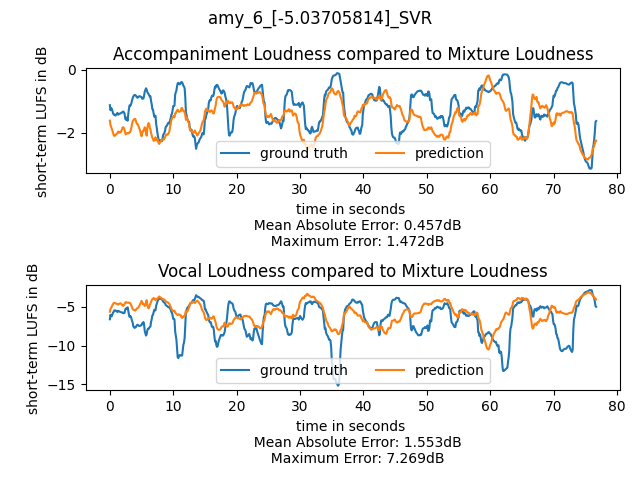 amy_6_[-5.03705814]_SVR
Accompaniment Loudness compared to Mixture Loudness
short-term LUFS in dB
0
−2
ground truth prediction
0 10 20 30 40 50 60 70 80
time in seconds
Mean Absolute Error: 0.457dB
Maximum Error: 1.472dB
Vocal Loudness compared to Mixture Loudness
short-term LUFS in dB
−5
−10
−15
ground truth prediction
0 10 20 30 40 50 60 70 80
time in seconds
Mean Absolute Error: 1.553dB
Maximum Error: 7.269dB